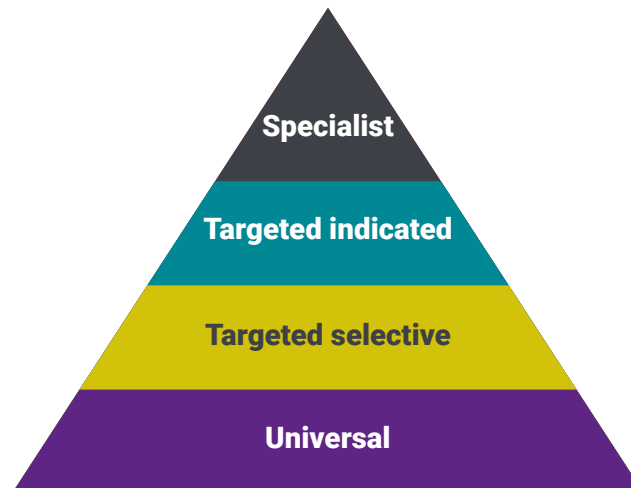 Specialist
Targeted indicated
Targeted selective
Universal